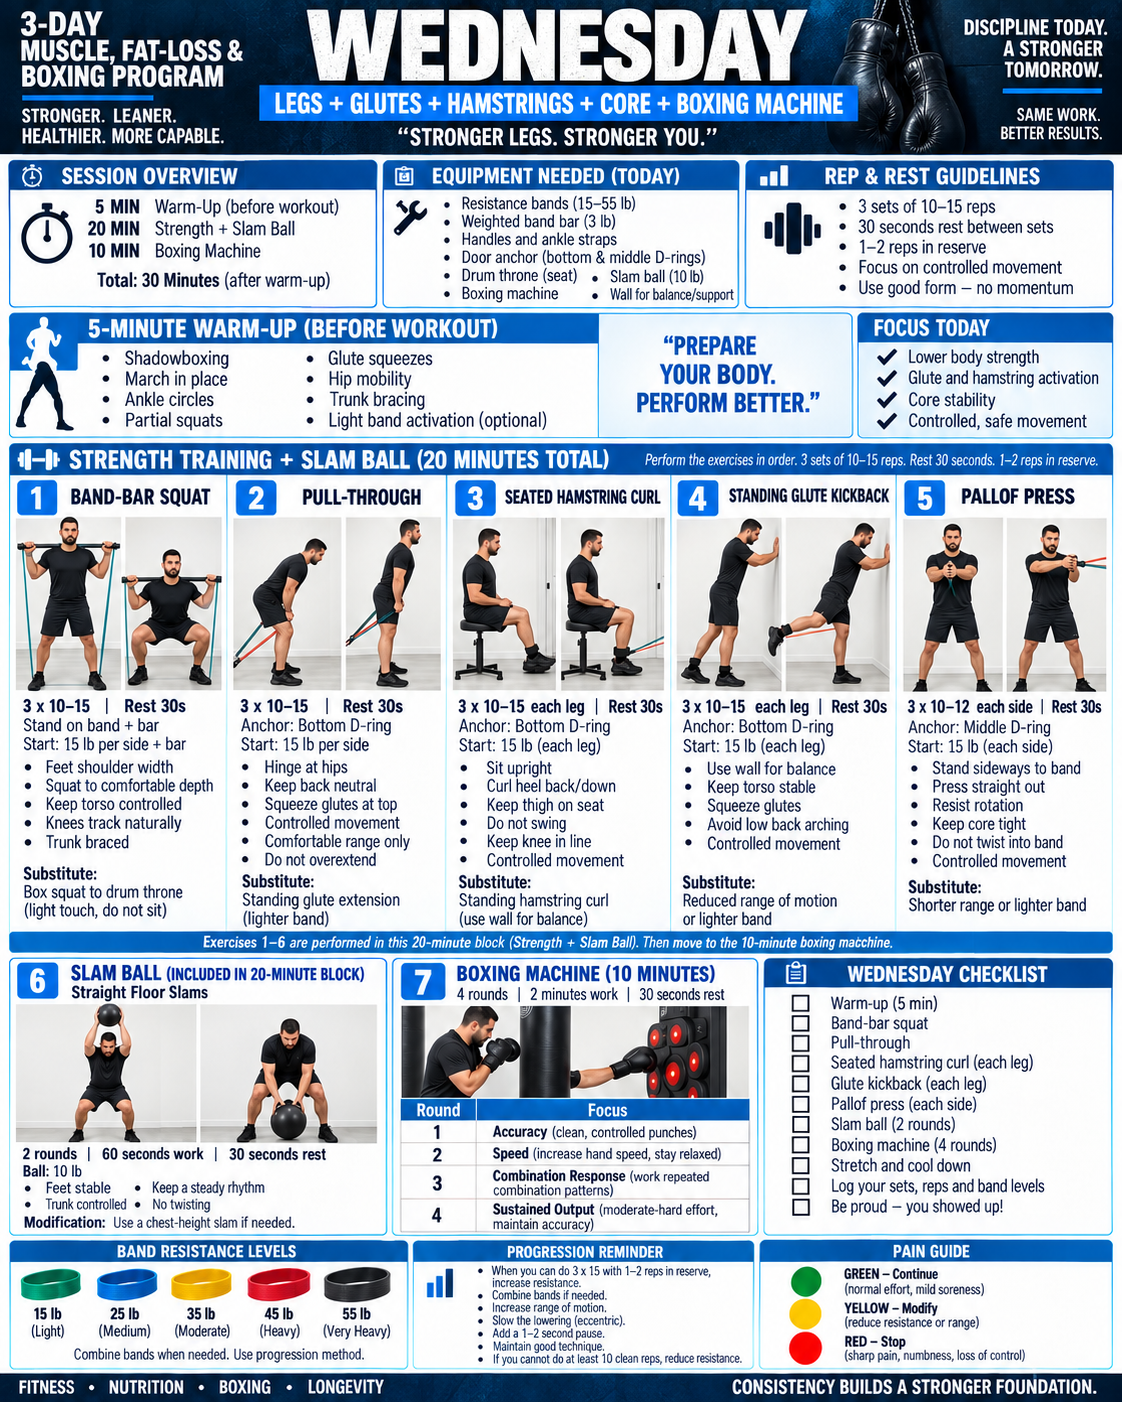 3-DAY
MUSCLE, FAT-LOSS &
BOXING PROGRAM
STRONGER. LEANER.
HEALTHIER. MORE CAPABLE.
WEDNESDAY
LEGS + GLUTES + HAMSTRINGS + CORE + BOXING MACHINE
“STRONGER LEGS. STRONGER YOU.”
DISCIPLINE TODAY.
A STRONGER
TOMORROW.
SAME WORK.
BETTER RESULTS.
SESSION OVERVIEW
5 MIN Warm-Up (before workout)
20 MIN Strength + Slam Ball
10 MIN Boxing Machine
Total: 30 Minutes (after warm-up)
EQUIPMENT NEEDED (TODAY)
• Resistance bands (15–55 lb)
• Weighted band bar (3 lb)
• Handles and ankle straps
• Door anchor (bottom & middle D-rings)
• Drum throne (seat) • Slam ball (10 lb)
• Boxing machine • Wall for balance/support
REP & REST GUIDELINES
• 3 sets of 10–15 reps
• 30 seconds rest between sets
• 1–2 reps in reserve
• Focus on controlled movement
• Use good form – no momentum
5-MINUTE WARM-UP (BEFORE WORKOUT)
• Shadowboxing
• March in place
• Ankle circles
• Partial squats
• Glute squeezes
• Hip mobility
• Trunk bracing
• Light band activation (optional)
“PREPARE
YOUR BODY.
PERFORM BETTER.”
FOCUS TODAY
Lower body strength
Glute and hamstring activation
Core stability
Controlled, safe movement
STRENGTH TRAINING + SLAM BALL (20 MINUTES TOTAL)
Perform the exercises in order. 3 sets of 10–15 reps. Rest 30 seconds. 1–2 reps in reserve.
1 BAND-BAR SQUAT
3 x 10–15 | Rest 30s
Stand on band + bar
Start: 15 lb per side + bar
• Feet shoulder width
• Squat to comfortable depth
• Keep torso controlled
• Knees track naturally
• Trunk braced
Substitute:
Box squat to drum throne
(light touch, do not sit)
2 PULL-THROUGH
3 x 10–15 | Rest 30s
Anchor: Bottom D-ring
Start: 15 lb per side
• Hinge at hips
• Keep back neutral
• Squeeze glutes at top
• Controlled movement
• Comfortable range only
• Do not overextend
Substitute:
Standing glute extension
(lighter band)
3 SEATED HAMSTRING CURL
3 x 10–15 each leg | Rest 30s
Anchor: Bottom D-ring
Start: 15 lb (each leg)
• Sit upright
• Curl heel back/down
• Keep thigh on seat
• Do not swing
• Keep knee in line
• Controlled movement
Substitute:
Standing hamstring curl
(use wall for balance)
4 STANDING GLUTE KICKBACK
3 x 10–15 each leg | Rest 30s
Anchor: Bottom D-ring
Start: 15 lb (each leg)
• Use wall for balance
• Keep torso stable
• Squeeze glutes
• Avoid low back arching
• Controlled movement
Substitute:
Reduced range of motion
or lighter band
5 PALLOF PRESS
3 x 10–12 each side | Rest 30s
Anchor: Middle D-ring
Start: 15 lb (each side)
• Stand sideways to band
• Press straight out
• Resist rotation
• Keep core tight
• Do not twist into band
• Controlled movement
Substitute:
Shorter range or lighter band
Exercises 1–6 are performed in this 20-minute block (Strength + Slam Ball). Then move to the 10-minute boxing machine.
6 SLAM BALL (INCLUDED IN 20-MINUTE BLOCK)
Straight Floor Slams
2 rounds | 60 seconds work | 30 seconds rest
Ball: 10 lb
• Feet stable • Keep a steady rhythm
• Trunk controlled • No twisting
Modification: Use a chest-height slam if needed.
7 BOXING MACHINE (10 MINUTES)
4 rounds | 2 minutes work | 30 seconds rest
Round Focus
1 Accuracy (clean, controlled punches)
2 Speed (increase hand speed, stay relaxed)
3 Combination Response (work repeated
combination patterns)
4 Sustained Output (moderate-hard effort,
maintain accuracy)
WEDNESDAY CHECKLIST
Warm-up (5 min)
Band-bar squat
Pull-through
Seated hamstring curl (each leg)
Glute kickback (each leg)
Pallof press (each side)
Slam ball (2 rounds)
Boxing machine (4 rounds)
Stretch and cool down
Log your sets, reps and band levels
Be proud – you showed up!
BAND RESISTANCE LEVELS
15 lb 25 lb 35 lb 45 lb 55 lb
(Light) (Medium) (Moderate) (Heavy) (Very Heavy)
Combine bands when needed. Use progression method.
PROGRESSION REMINDER
• When you can do 3 x 15 with 1–2 reps in reserve,
increase resistance.
• Combine bands if needed.
• Increase range of motion.
• Slow the lowering (eccentric).
• Add a 1–2 second pause.
• Maintain good technique.
• If you cannot do at least 10 clean reps, reduce resistance.
PAIN GUIDE
GREEN – Continue
(normal effort, mild soreness)
YELLOW – Modify
(reduce resistance or range)
RED – Stop
(sharp pain, numbness, loss of control)
FITNESS • NUTRITION • BOXING • LONGEVITY
CONSISTENCY BUILDS A STRONGER FOUNDATION.